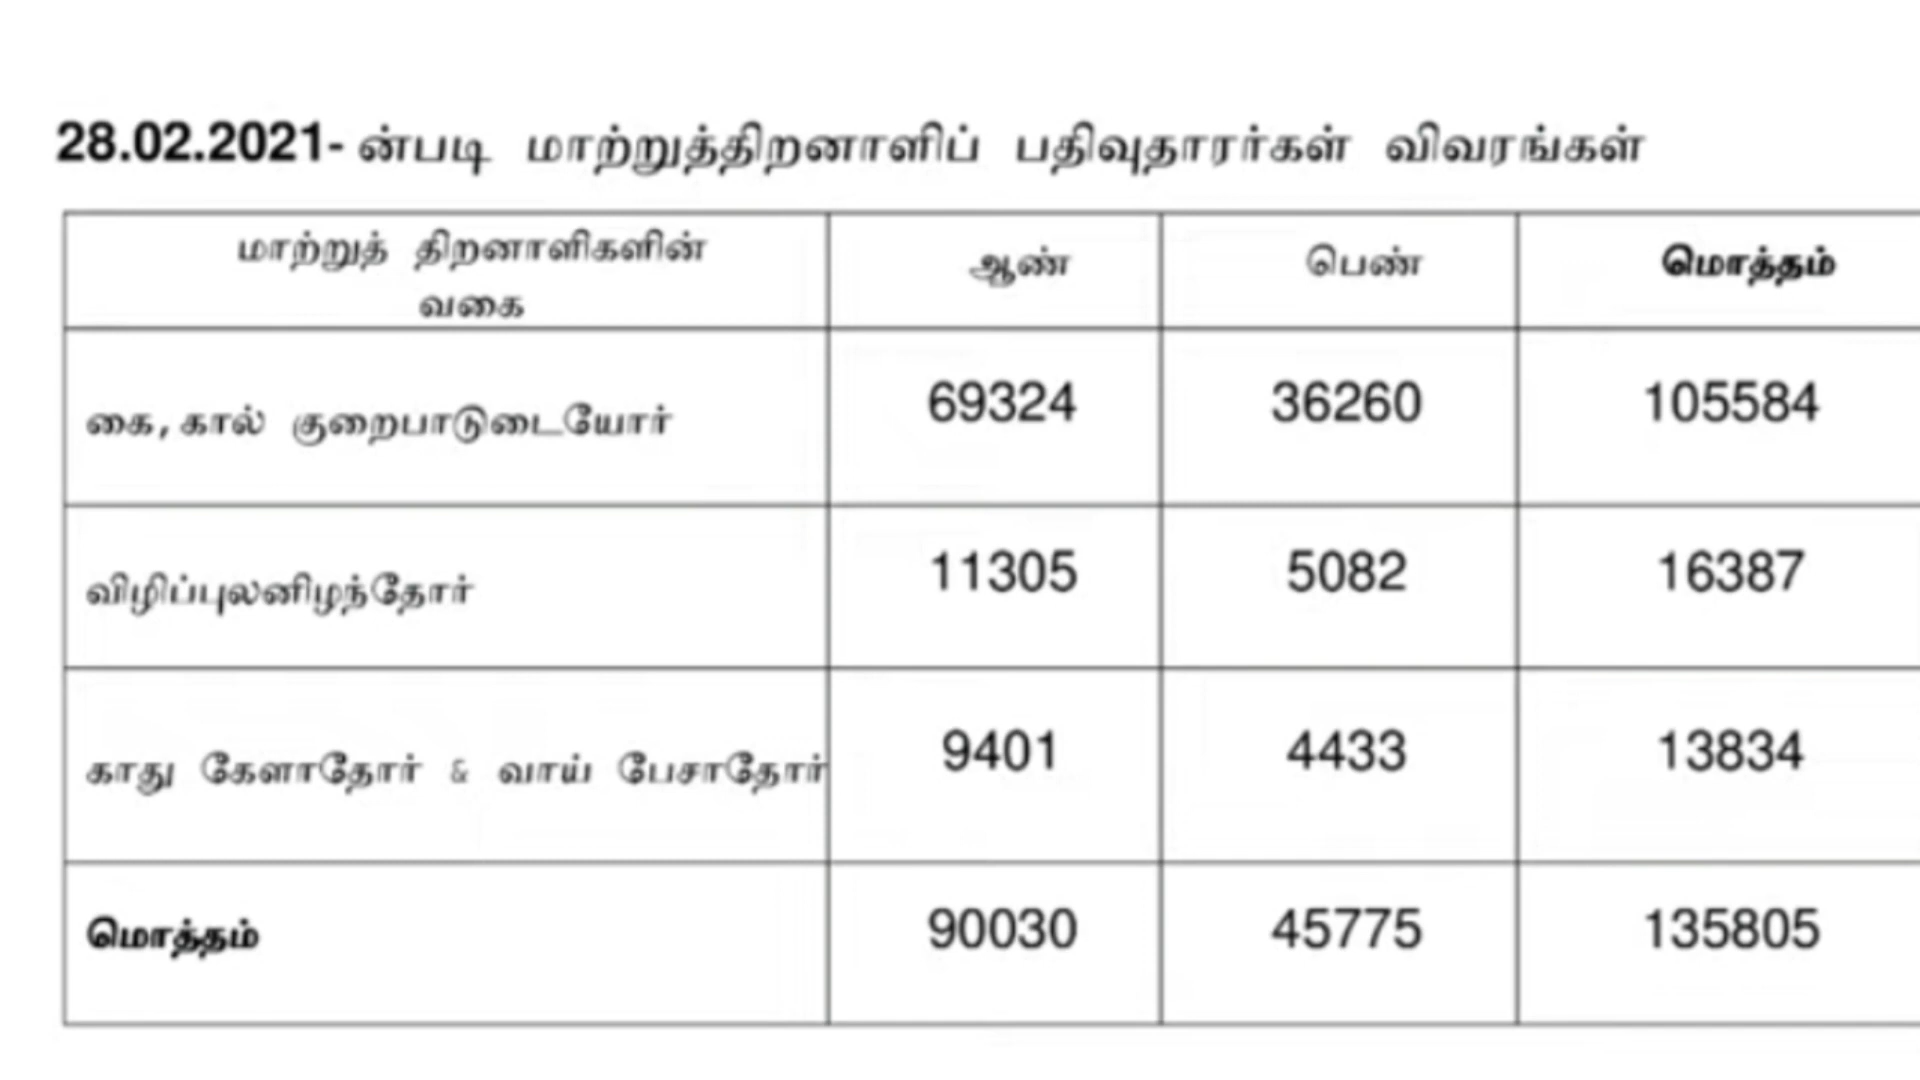 28.02.2021- ன்படி மாற்றுத்திறனாளிப் பதிவுதாரர்கள் விவரங்கள்
மாற்றுத் திறனாளிகளின் வகை ஆண் பெண் மொத்தம்
கை,கால் குறைபாடுடையோர் 69324 36260 105584
விழிப்புலனிழந்தோர் 11305 5082 16387
காது கேளாதோர் & வாய் பேசாதோர் 9401 4433 13834
மொத்தம் 90030 45775 135805